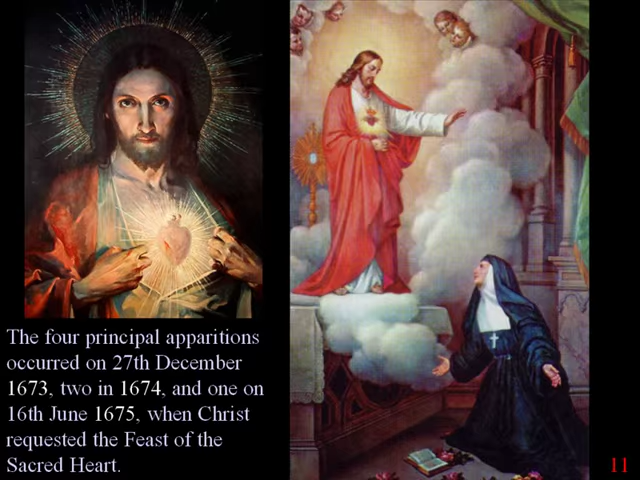 The four principal apparitions
occurred on 27th December
1673, two in 1674, and one on
16th June 1675, when Christ
requested the Feast of the
Sacred Heart.
11